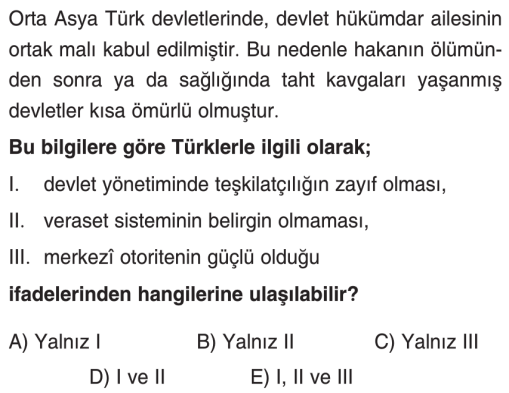 Orta Asya Türk devletlerinde, devlet hükümdar ailesinin
ortak malı kabul edilmiştir. Bu nedenle hakanın ölümün-
den sonra ya da sağlığında taht kavgaları yaşanmış
devletler kısa ömürlü olmuştur.
Bu bilgilere göre Türklerle ilgili olarak;
I. devlet yönetiminde teşkilatçılığın zayıf olması,
II. veraset sisteminin belirgin olmaması,
III. merkezî otoritenin güçlü olduğu
ifadelerinden hangilerine ulaşılabilir?
A) Yalnız I B) Yalnız II C) Yalnız III
D) I ve II E) I, II ve III